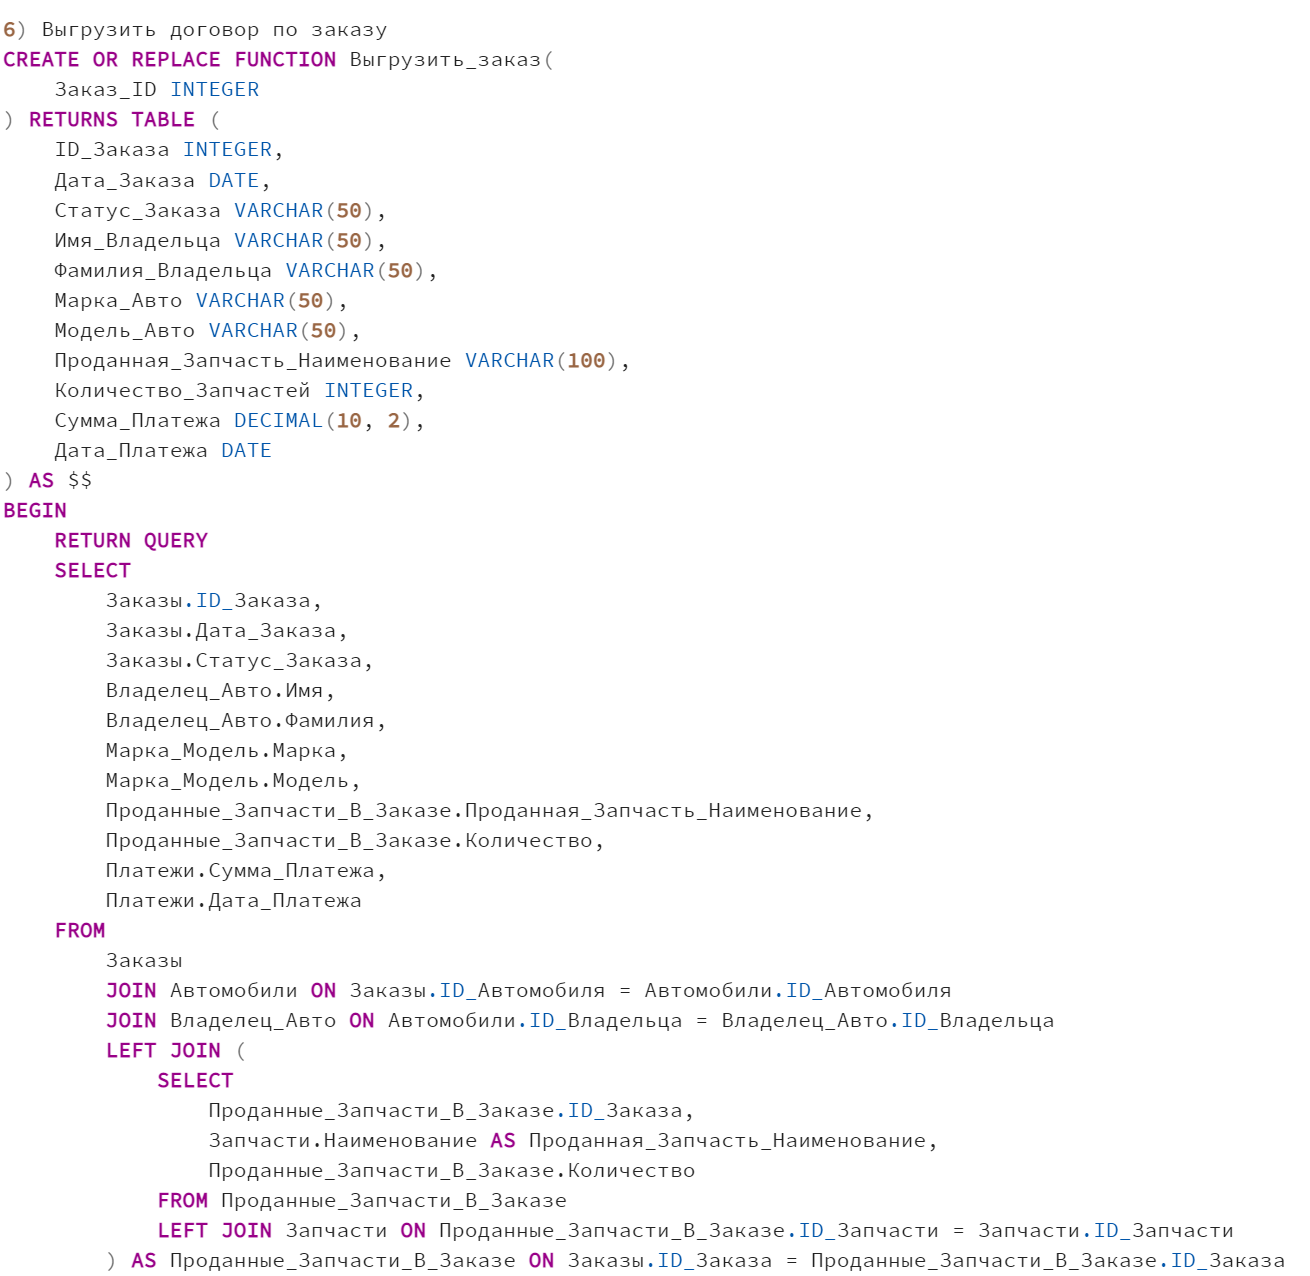 6) Выгрузить договор по заказу
CREATE OR REPLACE FUNCTION Выгрузить_заказ(
    Заказ_ID INTEGER
) RETURNS TABLE (
    ID_Заказа INTEGER,
    Дата_Заказа DATE,
    Статус_Заказа VARCHAR(50),
    Имя_Владельца VARCHAR(50),
    Фамилия_Владельца VARCHAR(50),
    Марка_Авто VARCHAR(50),
    Модель_Авто VARCHAR(50),
    Проданная_Запчасть_Наименование VARCHAR(100),
    Количество_Запчастей INTEGER,
    Сумма_Платежа DECIMAL(10, 2),
    Дата_Платежа DATE
) AS $$
BEGIN
    RETURN QUERY
    SELECT
        Заказы.ID_Заказа,
        Заказы.Дата_Заказа,
        Заказы.Статус_Заказа,
        Владелец_Авто.Имя,
        Владелец_Авто.Фамилия,
        Марка_Модель.Марка,
        Марка_Модель.Модель,
        Проданные_Запчасти_В_Заказе.Проданная_Запчасть_Наименование,
        Проданные_Запчасти_В_Заказе.Количество,
        Платежи.Сумма_Платежа,
        Платежи.Дата_Платежа
    FROM
        Заказы
        JOIN Автомобили ON Заказы.ID_Автомобиля = Автомобили.ID_Автомобиля
        JOIN Владелец_Авто ON Автомобили.ID_Владельца = Владелец_Авто.ID_Владельца
        LEFT JOIN (
            SELECT
                Проданные_Запчасти_В_Заказе.ID_Заказа,
                Запчасти.Наименование AS Проданная_Запчасть_Наименование,
                Проданные_Запчасти_В_Заказе.Количество
            FROM Проданные_Запчасти_В_Заказе
            LEFT JOIN Запчасти ON Проданные_Запчасти_В_Заказе.ID_Запчасти = Запчасти.ID_Запчасти
        ) AS Проданные_Запчасти_В_Заказе ON Заказы.ID_Заказа = Проданные_Запчасти_В_Заказе.ID_Заказа